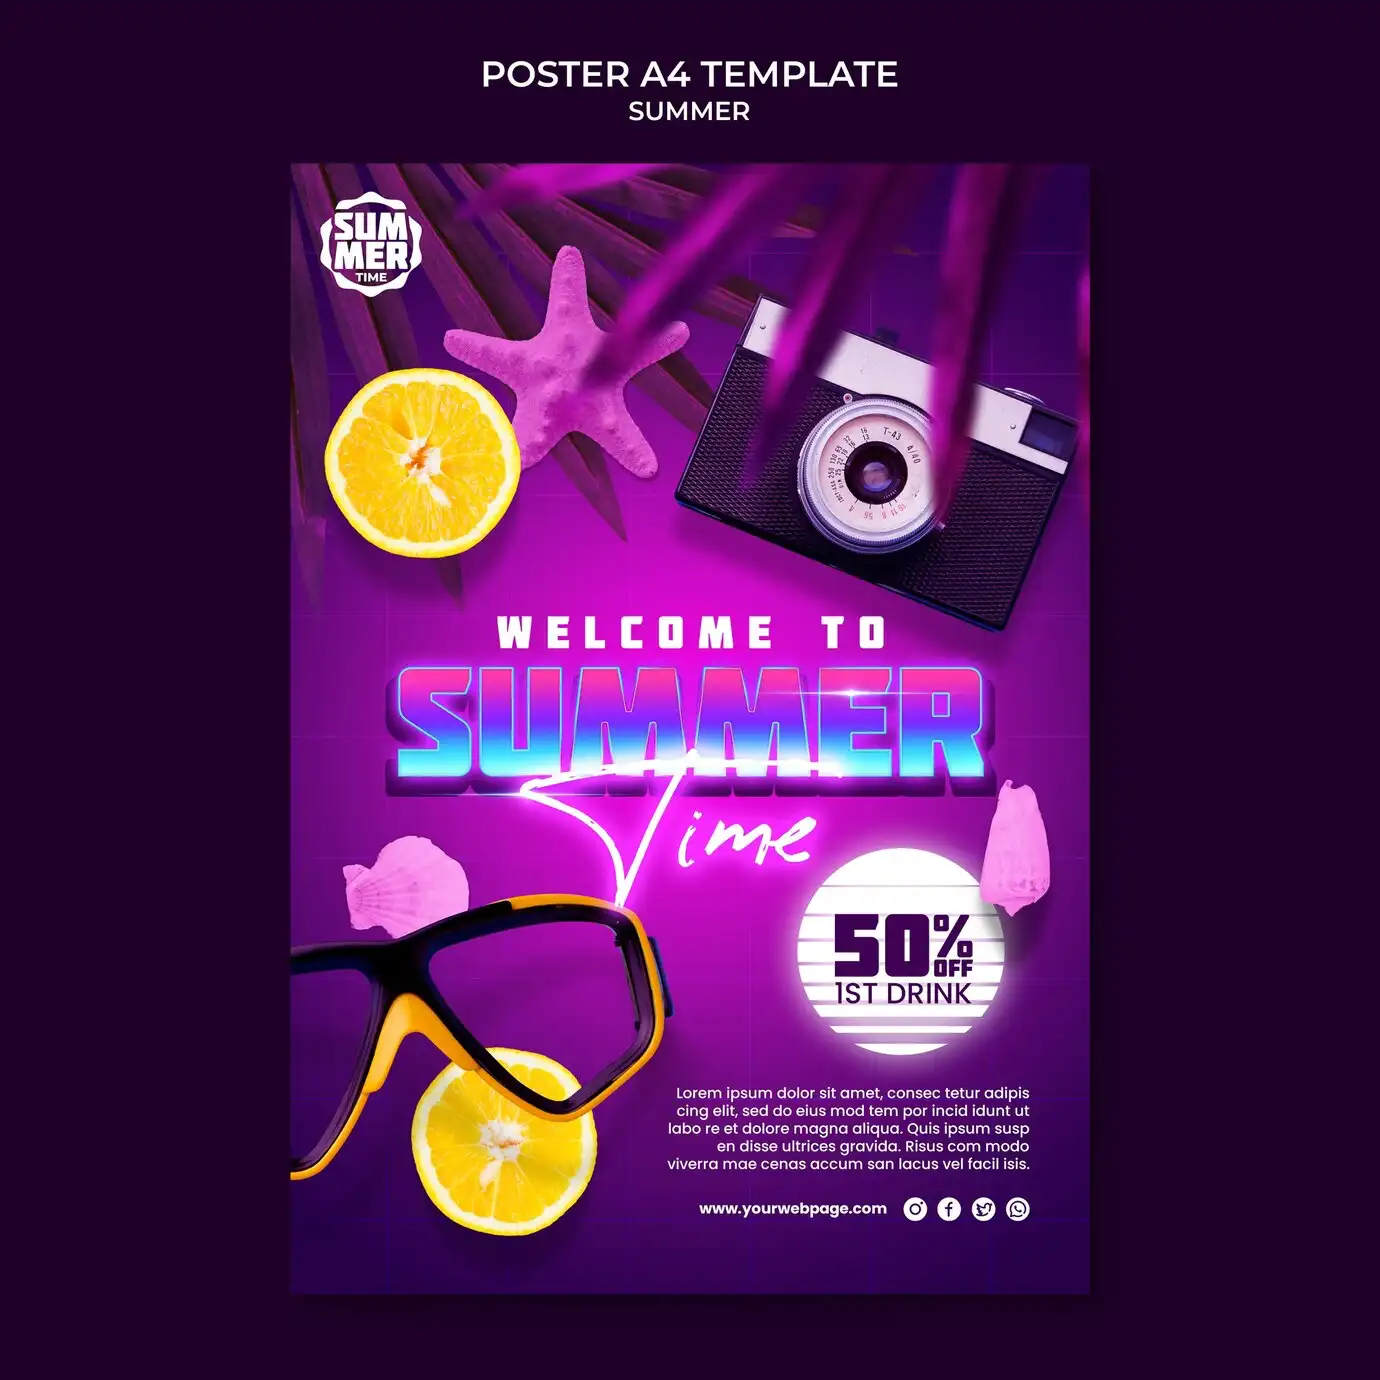 POSTER A4 TEMPLATE
SUMMER
SUM
MER
TIME
T-43 4/40
WELCOME TO
SUMMER
Time
50%
OFF
1ST DRINK
Lorem ipsum dolor sit amet, consec tetur adipis
cing elit, sed do eius mod tem por incid idunt ut
labo re et dolore magna aliqua. Quis ipsum susp
en disse ultrices gravida. Risus com modo
viverra mae cenas accum san lacus vel facil isis.
www.yourwebpage.com